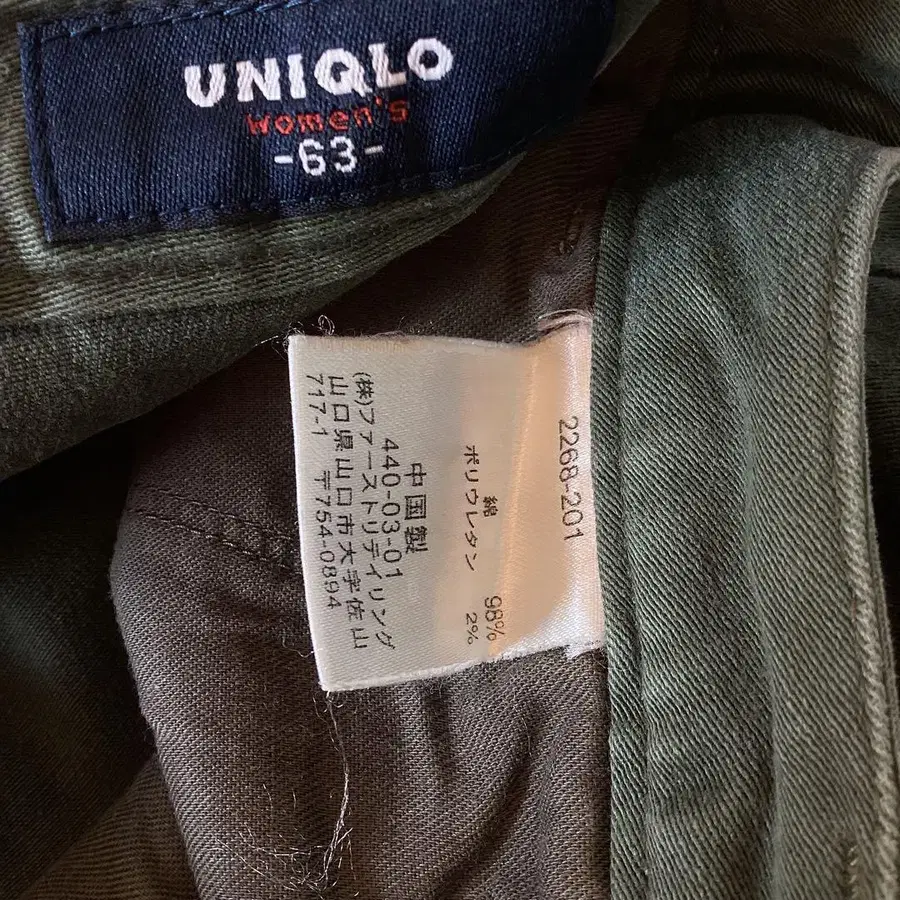 UNIQLO
women's
-63-
2268-201
綿 98%
ポリウレタン 2%
中国製
440-03-01
(株)ファーストリテイリング
山口県山口市大字佐山
717-1 〒754-0894